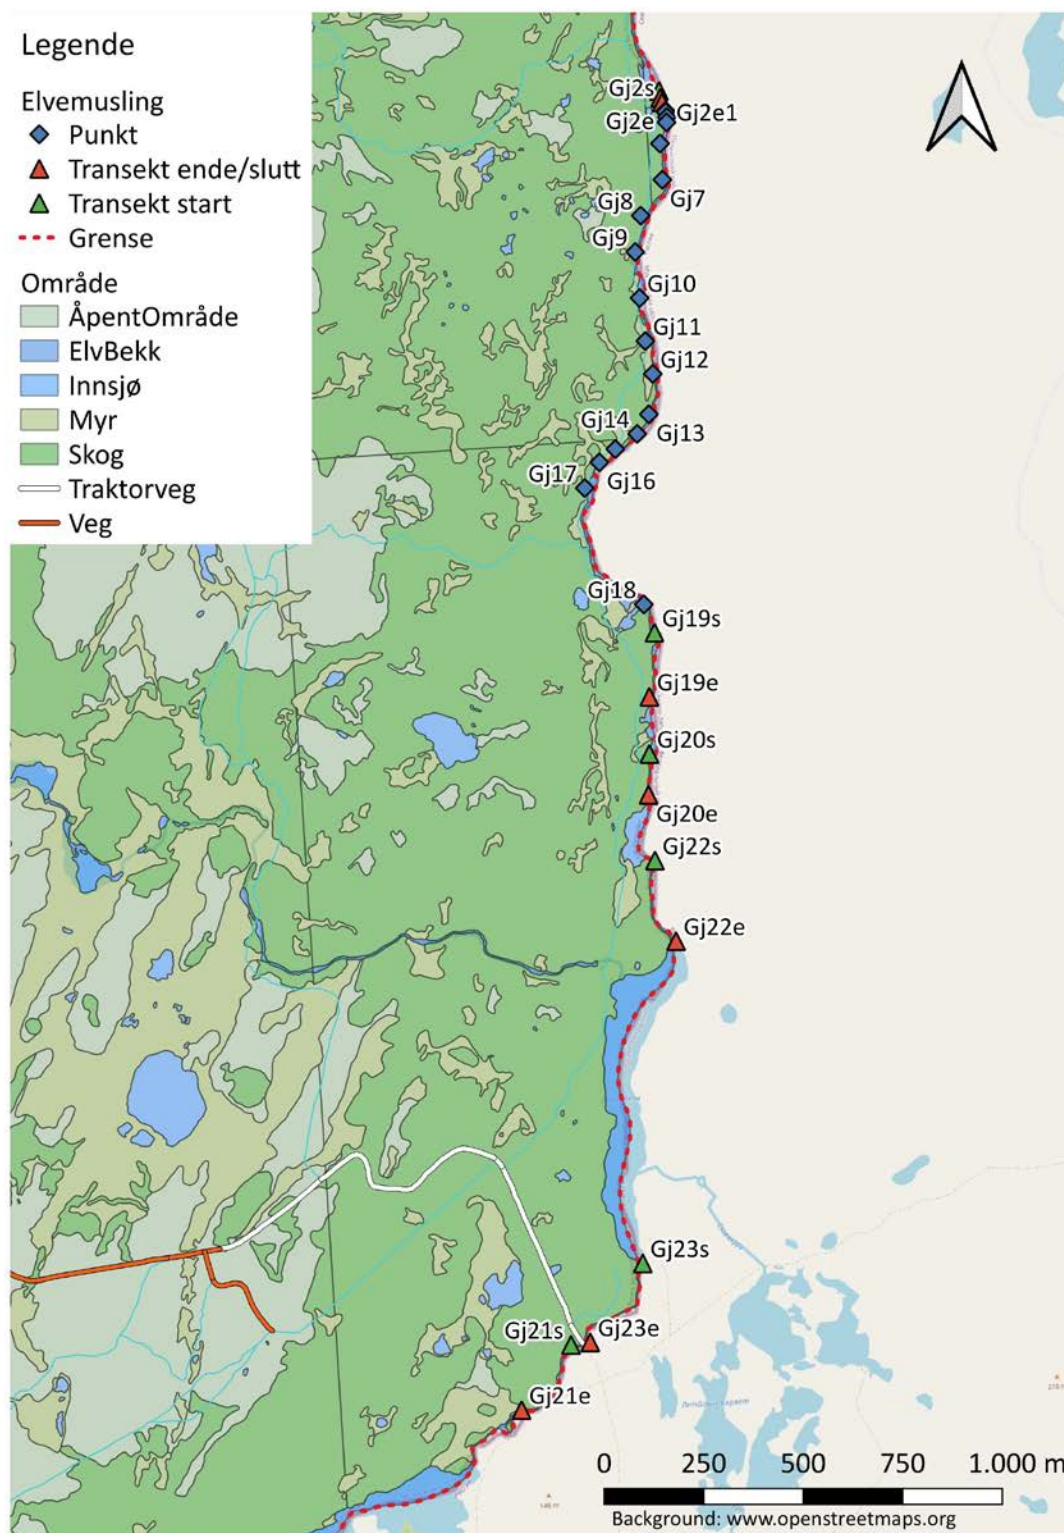 Legende
Elvemusling
Punkt
Transekt ende/slutt
Transekt start
Grense
Område
ÅpentOmråde
ElvBekk
Innsjø
Myr
Skog
Traktorveg
Veg
Gj2s
Gj2e
Gj2e1
Gj7
Gj8
Gj9
Gj10
Gj11
Gj12
Gj14
Gj13
Gj17
Gj16
Gj18
Gj19s
Gj19e
Gj20s
Gj20e
Gj22s
Gj22e
Gj23s
Gj21s
Gj23e
Gj21e
0 250 500 750 1.000 m
Background: www.openstreetmaps.org